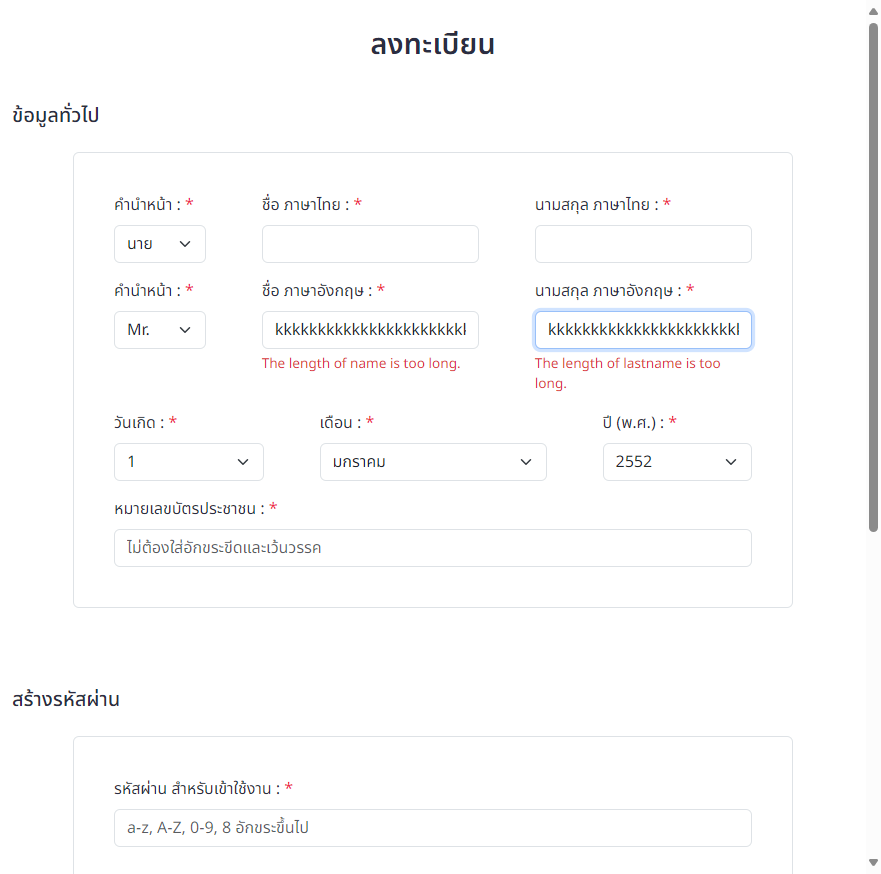 ลงทะเบียน
ข้อมูลทั่วไป
คำนำหน้า : *
ชื่อ ภาษาไทย : *
นามสกุล ภาษาไทย : *
นาย
คำนำหน้า : *
ชื่อ ภาษาอังกฤษ : *
นามสกุล ภาษาอังกฤษ : *
Mr.
kkkkkkkkkkkkkkkkkkkkkkk
kkkkkkkkkkkkkkkkkkkkkkk
The length of name is too long.
The length of lastname is too
long.
วันเกิด : *
เดือน : *
ปี (พ.ศ.) : *
1
มกราคม
2552
หมายเลขบัตรประชาชน : *
ไม่ต้องใส่อักขระขีดและเว้นวรรค
สร้างรหัสผ่าน
รหัสผ่าน สำหรับเข้าใช้งาน : *
a-z, A-Z, 0-9, 8 อักขระขึ้นไป